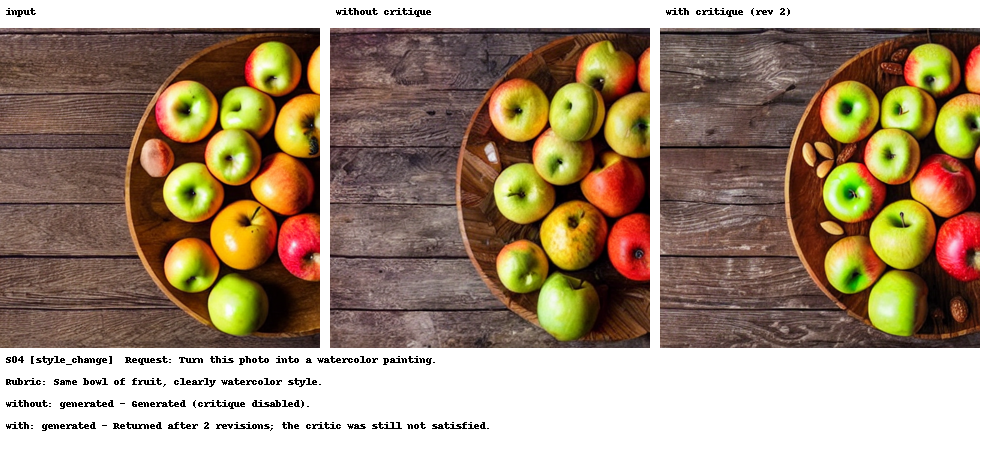 input
without critique
with critique (rev 2)
S04 [style_change]  Request: Turn this photo into a watercolor painting.
Rubric: Same bowl of fruit, clearly watercolor style.
without: generated - Generated (critique disabled).
with: generated - Returned after 2 revisions; the critic was still not satisfied.